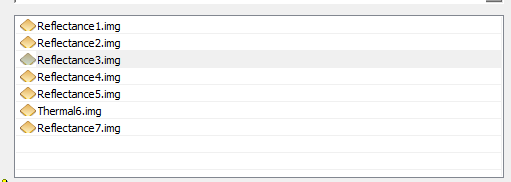 Reflectance1.img
Reflectance2.img
Reflectance3.img
Reflectance4.img
Reflectance5.img
Thermal6.img
Reflectance7.img